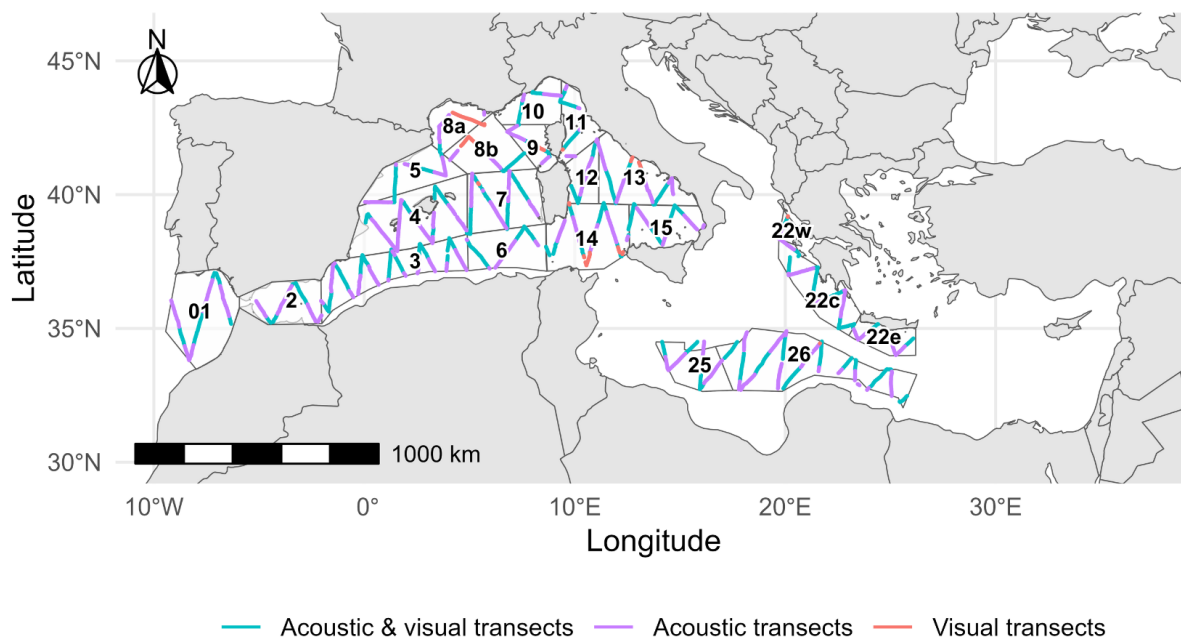 N
45°N
40°N
35°N
30°N
Latitude
10
8a
11
8b
9
5
12
13
7
4
15
22w
14
6
3
2
01
22c
22e
26
25
1000 km
10°W
0°
10°E
20°E
30°E
Longitude
Acoustic & visual transects
Acoustic transects
Visual transects